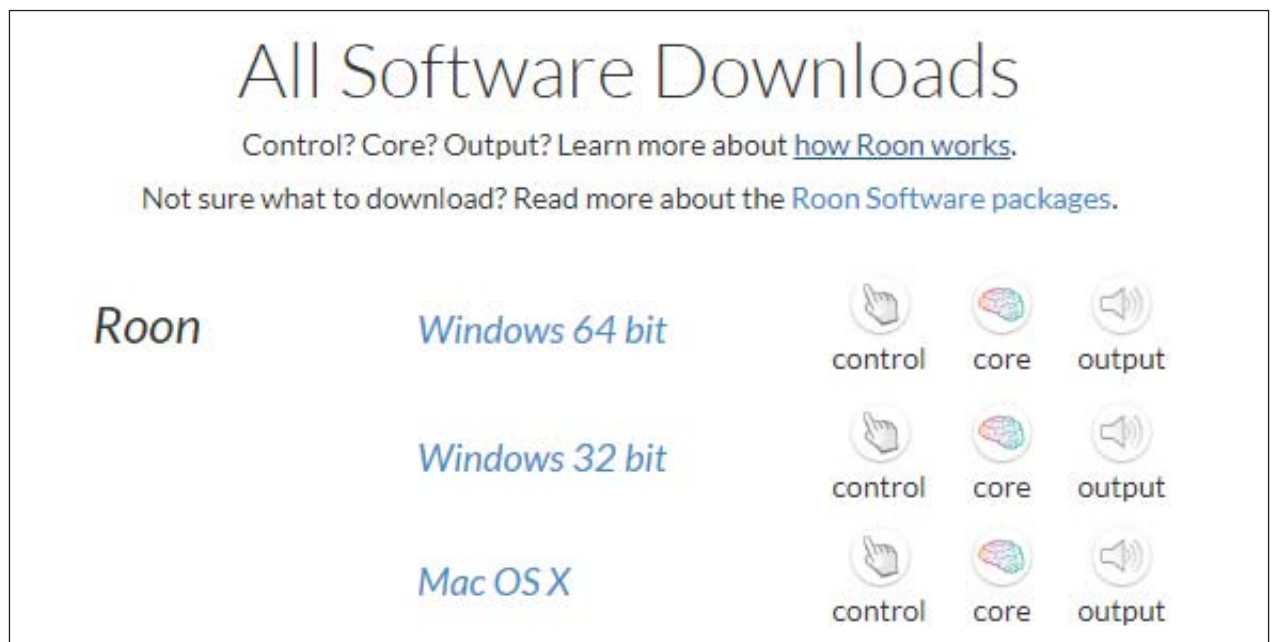 All Software Downloads
Control? Core? Output? Learn more about how Roon works.
Not sure what to download? Read more about the Roon Software packages.
Roon Windows 64 bit control core output
Windows 32 bit control core output
Mac OS X control core output